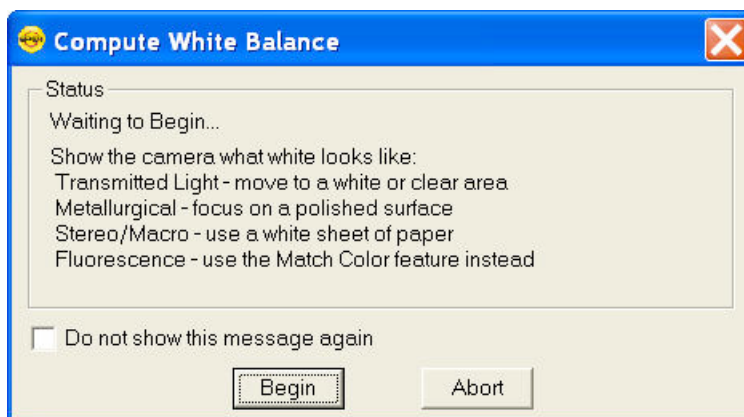 Compute White Balance
Status
Waiting to Begin...
Show the camera what white looks like:
Transmitted Light - move to a white or clear area
Metallurgical - focus on a polished surface
Stereo/Macro - use a white sheet of paper
Fluorescence - use the Match Color feature instead
Do not show this message again
Begin Abort